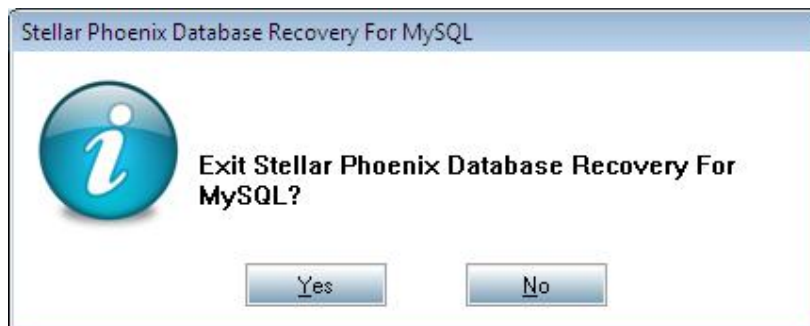 Stellar Phoenix Database Recovery For MySQL
Exit Stellar Phoenix Database Recovery For
MySQL?
Yes
No